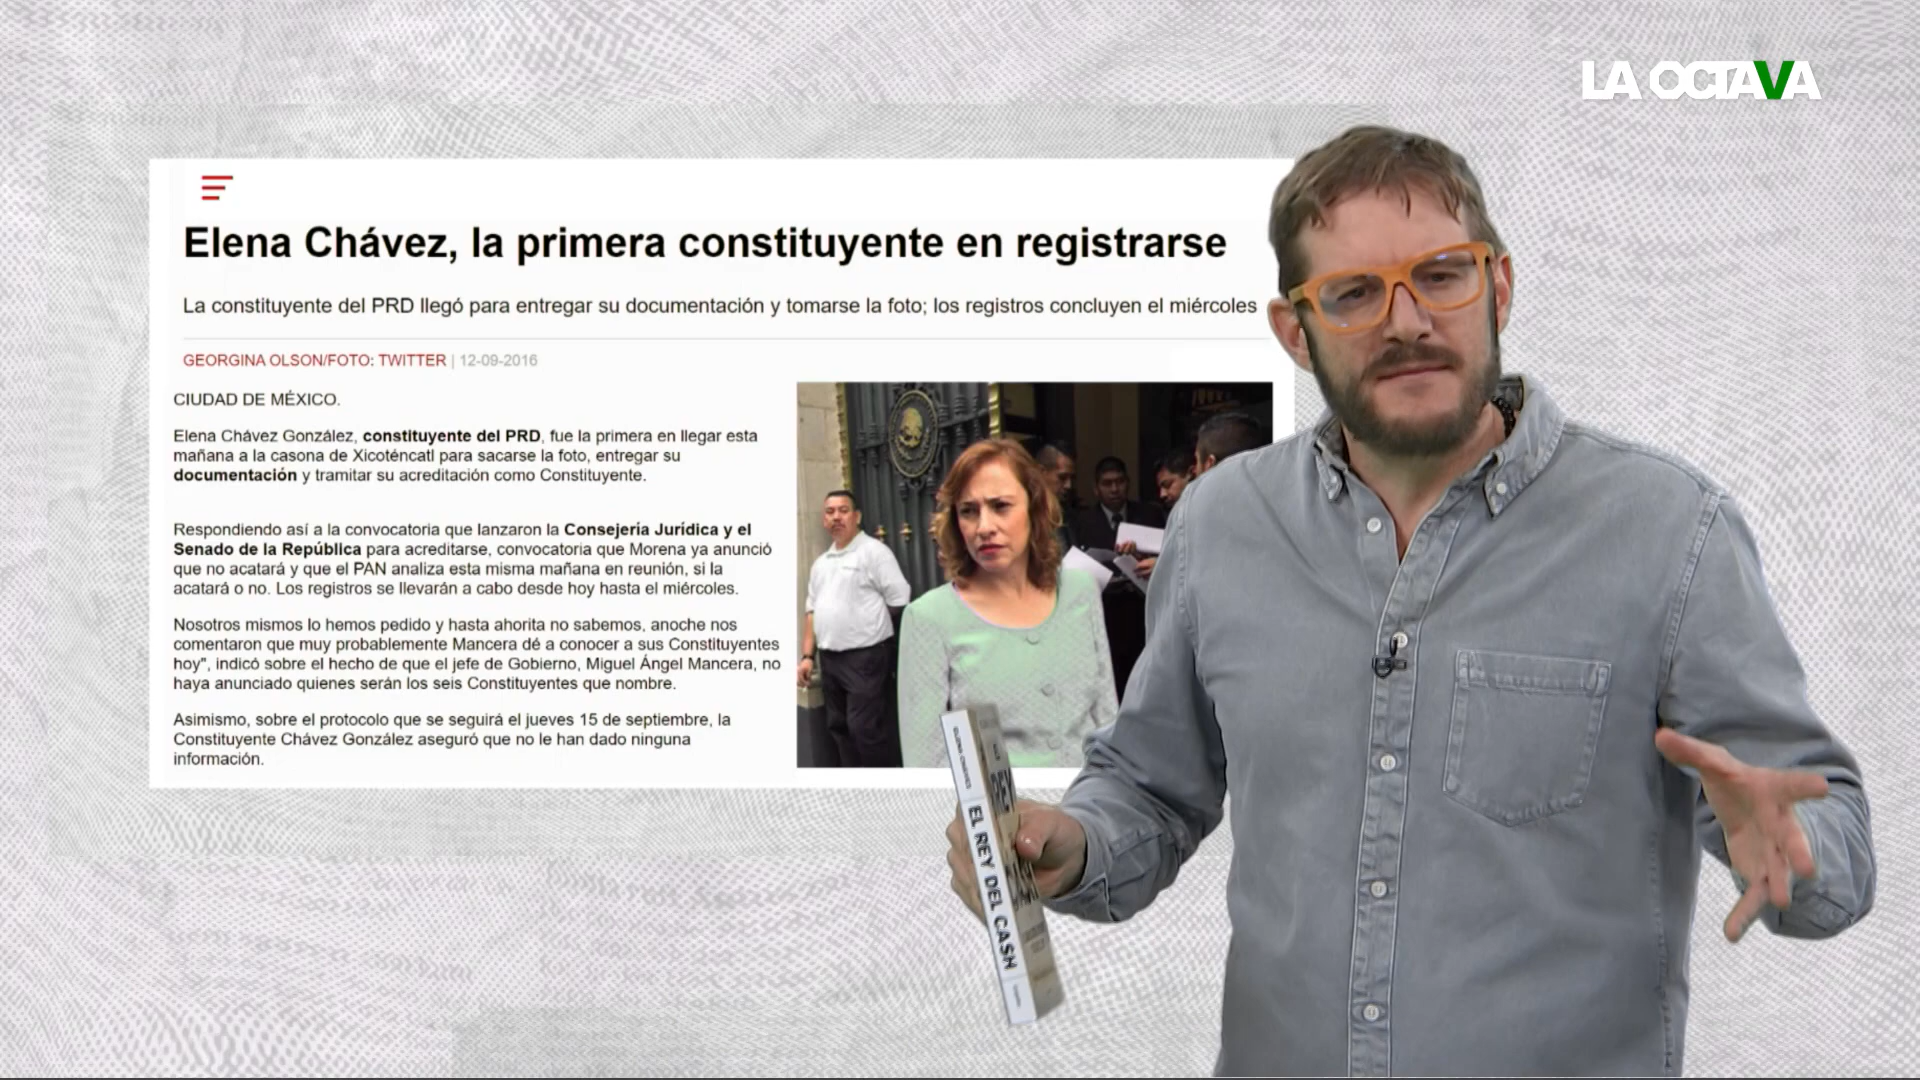 LA OCTAVA
Elena Chávez, la primera constituyente en registrarse
La constituyente del PRD llegó para entregar su documentación y tomarse la foto; los registros concluyen el miércoles
GEORGINA OLSON/FOTO: TWITTER | 12-09-2016
CIUDAD DE MÉXICO.
Elena Chávez González, constituyente del PRD, fue la primera en llegar esta
mañana a la casona de Xicoténcatl para sacarse la foto, entregar su
documentación y tramitar su acreditación como Constituyente.
Respondiendo así a la convocatoria que lanzaron la Consejería Jurídica y el
Senado de la República para acreditarse, convocatoria que Morena ya anunció
que no acatará y que el PAN analiza esta misma mañana en reunión, si la
acatará o no. Los registros se llevarán a cabo desde hoy hasta el miércoles.
Nosotros mismos lo hemos pedido y hasta ahorita no sabemos, anoche nos
comentaron que muy probablemente Mancera dé a conocer a sus Constituyentes
hoy", indicó sobre el hecho de que el jefe de Gobierno, Miguel Ángel Mancera, no
haya anunciado quienes serán los seis Constituyentes que nombre.
Asimismo, sobre el protocolo que se seguirá el jueves 15 de septiembre, la
Constituyente Chávez González aseguró que no le han dado ninguna
información.
ELENA CHÁVEZ
EL REY DEL CASH
REY